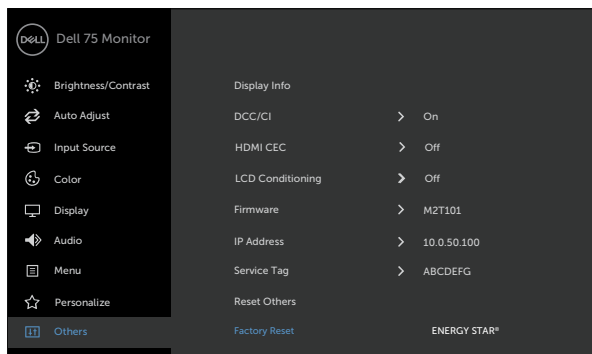 DELL Dell 75 Monitor
Brightness/Contrast
Auto Adjust
Input Source
Color
Display
Audio
Menu
Personalize
Others
Display Info
DCC/CI > On
HDMI CEC > Off
LCD Conditioning > Off
Firmware > M2T101
IP Address > 10.0.50.100
Service Tag > ABCDEFG
Reset Others
Factory Reset ENERGY STAR®